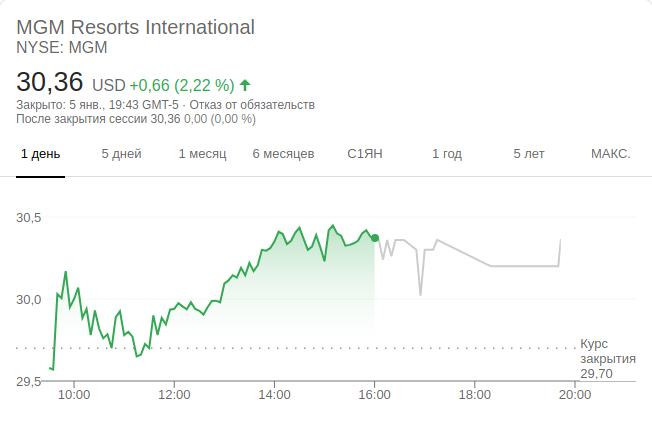 MGM Resorts International
NYSE: MGM
30,36 USD +0,66 (2,22 %)
Закрыто: 5 янв., 19:43 GMT-5 · Отказ от обязательств
После закрытия сессии 30,36 0,00 (0,00 %)
1 день 5 дней 1 месяц 6 месяцев С1ЯН 1 год 5 лет МАКС.
30,5
30,0
Курс
закрытия
29,70
29,5
10:00 12:00 14:00 16:00 18:00 20:00